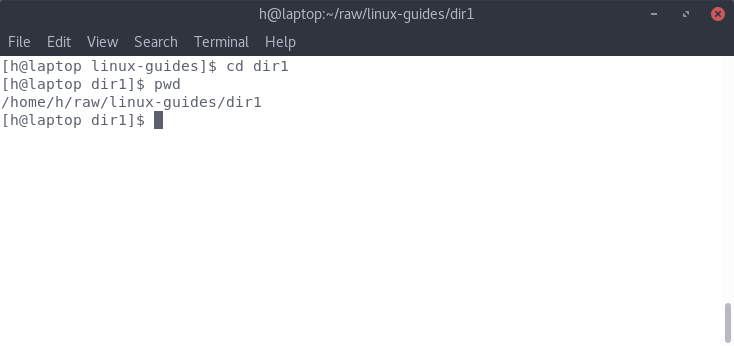 h@laptop:~/raw/linux-guides/dir1
File Edit View Search Terminal Help
[h@laptop linux-guides]$ cd dir1
[h@laptop dir1]$ pwd
/home/h/raw/linux-guides/dir1
[h@laptop dir1]$